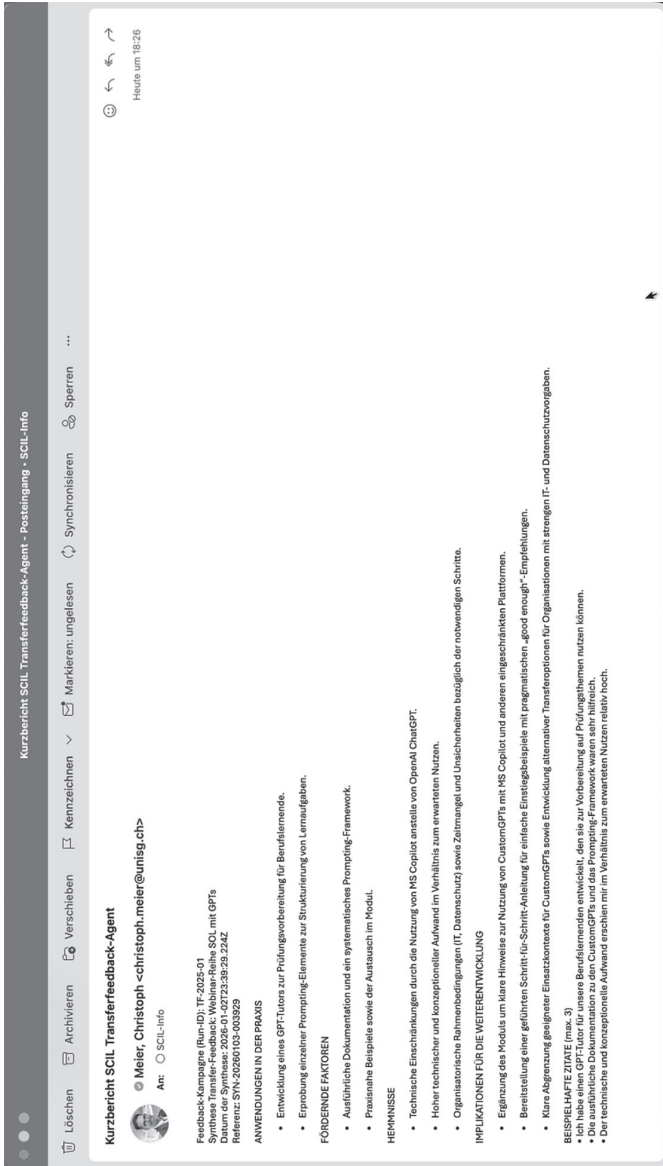 Kurzbericht SCIL Transferfeedback-Agent • Posteingang • SCIL-Info
Löschen Archivieren Verschieben Kennzeichnen Markieren: ungelesen Synchronisieren Sperren ...
Kurzbericht SCIL Transferfeedback-Agent
Meier, Christoph <christoph.meier@unisg.ch>
Heute um 18:26
An: SCIL-Info
Feedback-Kampagne (Run-ID): TF-2025-01
Synthese Transfer-Feedback: Webinar-Reihe SOL mit GPTs
Datum der Synthese: 2026-01-02T23:39:29.224Z
Referenz: SYN-20260103-003929
ANWENDUNGEN IN DER PRAXIS
• Entwicklung eines GPT-Tutors zur Prüfungsvorbereitung für Berufslernende.
• Erprobung einzelner Prompting-Elemente zur Strukturierung von Lernaufgaben.
FÖRDERNDE FAKTOREN
• Ausführliche Dokumentation und ein systematisches Prompting-Framework.
• Praxisnahe Beispiele sowie der Austausch im Modul.
HEMMNISSE
• Technische Einschränkungen durch die Nutzung von MS Copilot anstelle von OpenAI ChatGPT.
• Hoher technischer und konzeptioneller Aufwand im Verhältnis zum erwarteten Nutzen.
• Organisatorische Rahmenbedingungen (IT, Datenschutz) sowie Zeitmangel und Unsicherheiten bezüglich der notwendigen Schritte.
IMPLIKATIONEN FÜR DIE WEITERENTWICKLUNG
• Ergänzung des Moduls um klare Hinweise zur Nutzung von CustomGPTs mit MS Copilot und anderen eingeschränkten Plattformen.
• Bereitstellung einer geführten Schritt-für-Schritt-Anleitung für einfache Einstiegsbeispiele mit pragmatischen „good enough“-Empfehlungen.
• Klare Abgrenzung geeigneter Einsatzkontexte für CustomGPTs sowie Entwicklung alternativer Transferoptionen für Organisationen mit strengen IT- und Datenschutzvorgaben.
BEISPIELHAFTE ZITATE (max. 3)
• Ich habe einen GPT-Tutor für unsere Berufslernenden entwickelt, den sie zur Vorbereitung auf Prüfungsthemen nutzen können.
• Die ausführliche Dokumentation zu den CustomGPTs und das Prompting-Framework waren sehr hilfreich.
• Der technische und konzeptionelle Aufwand erschien mir im Verhältnis zum erwarteten Nutzen relativ hoch.